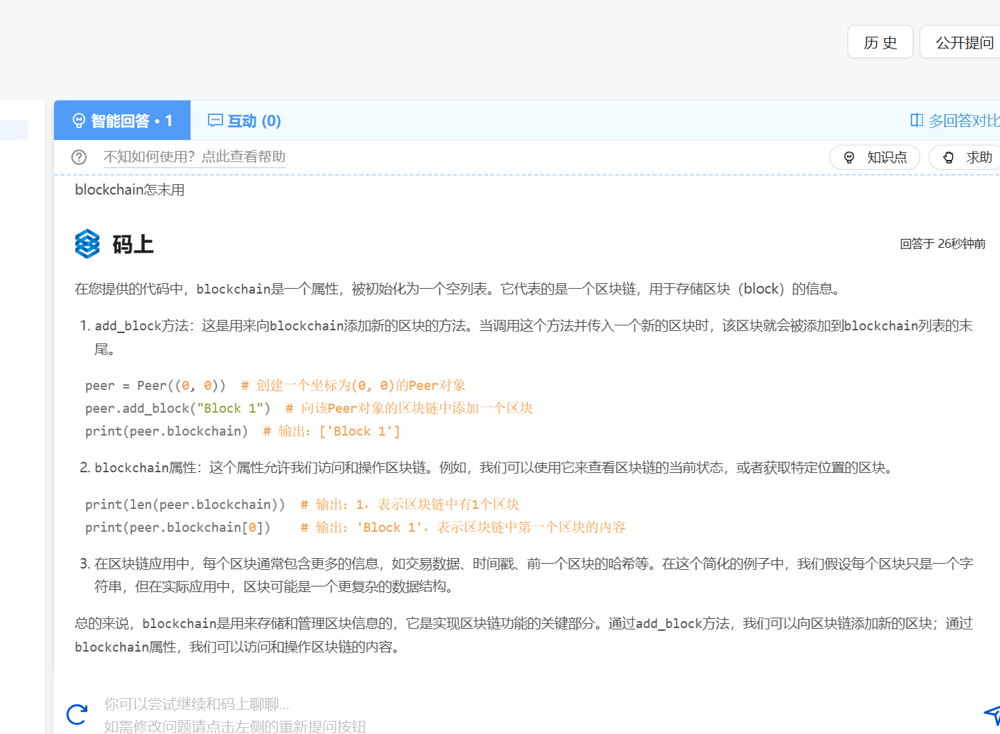 历 史
公开提问
智能回答 • 1
互动 (0)
多回答对比
不知如何使用？点此查看帮助
知识点
求助
blockchain怎末用
码上
回答于 26秒钟前
在您提供的代码中，blockchain是一个属性，被初始化为一个空列表。它代表的是一个区块链，用于存储区块（block）的信息。
1. add_block方法：这是用来向blockchain添加新的区块的方法。当调用这个方法并传入一个新的区块时，该区块就会被添加到blockchain列表的末
尾。
peer = Peer((0, 0))  # 创建一个坐标为(0, 0)的Peer对象
peer.add_block("Block 1")  # 向该Peer对象的区块链中添加一个区块
print(peer.blockchain)  # 输出：['Block 1']
2. blockchain属性：这个属性允许我们访问和操作区块链。例如，我们可以使用它来查看区块链的当前状态，或者获取特定位置的区块。
print(len(peer.blockchain))  # 输出：1，表示区块链中有1个区块
print(peer.blockchain[0])    # 输出：'Block 1'，表示区块链中第一个区块的内容
3. 在区块链应用中，每个区块通常包含更多的信息，如交易数据、时间戳、前一个区块的哈希等。在这个简化的例子中，我们假设每个区块只是一个字
符串，但在实际应用中，区块可能是一个更复杂的数据结构。
总的来说，blockchain是用来存储和管理区块信息的，它是实现区块链功能的关键部分。通过add_block方法，我们可以向区块链添加新的区块；通过
blockchain属性，我们可以访问和操作区块链的内容。
你可以尝试继续和码上聊聊...
如需修改问题请点击左侧的重新提问按钮